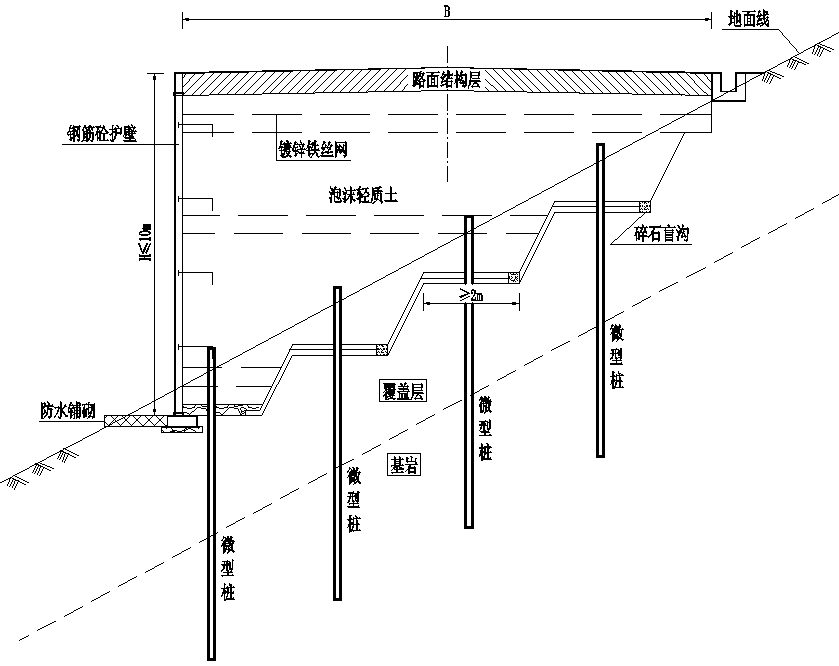 B
地面线
路面结构层
钢筋砼护壁
镀锌铁丝网
泡沫轻质土
H≤10m
碎石盲沟
≥2m
微型桩
覆盖层
防水铺砌
微型桩
基岩
微型桩
微型桩